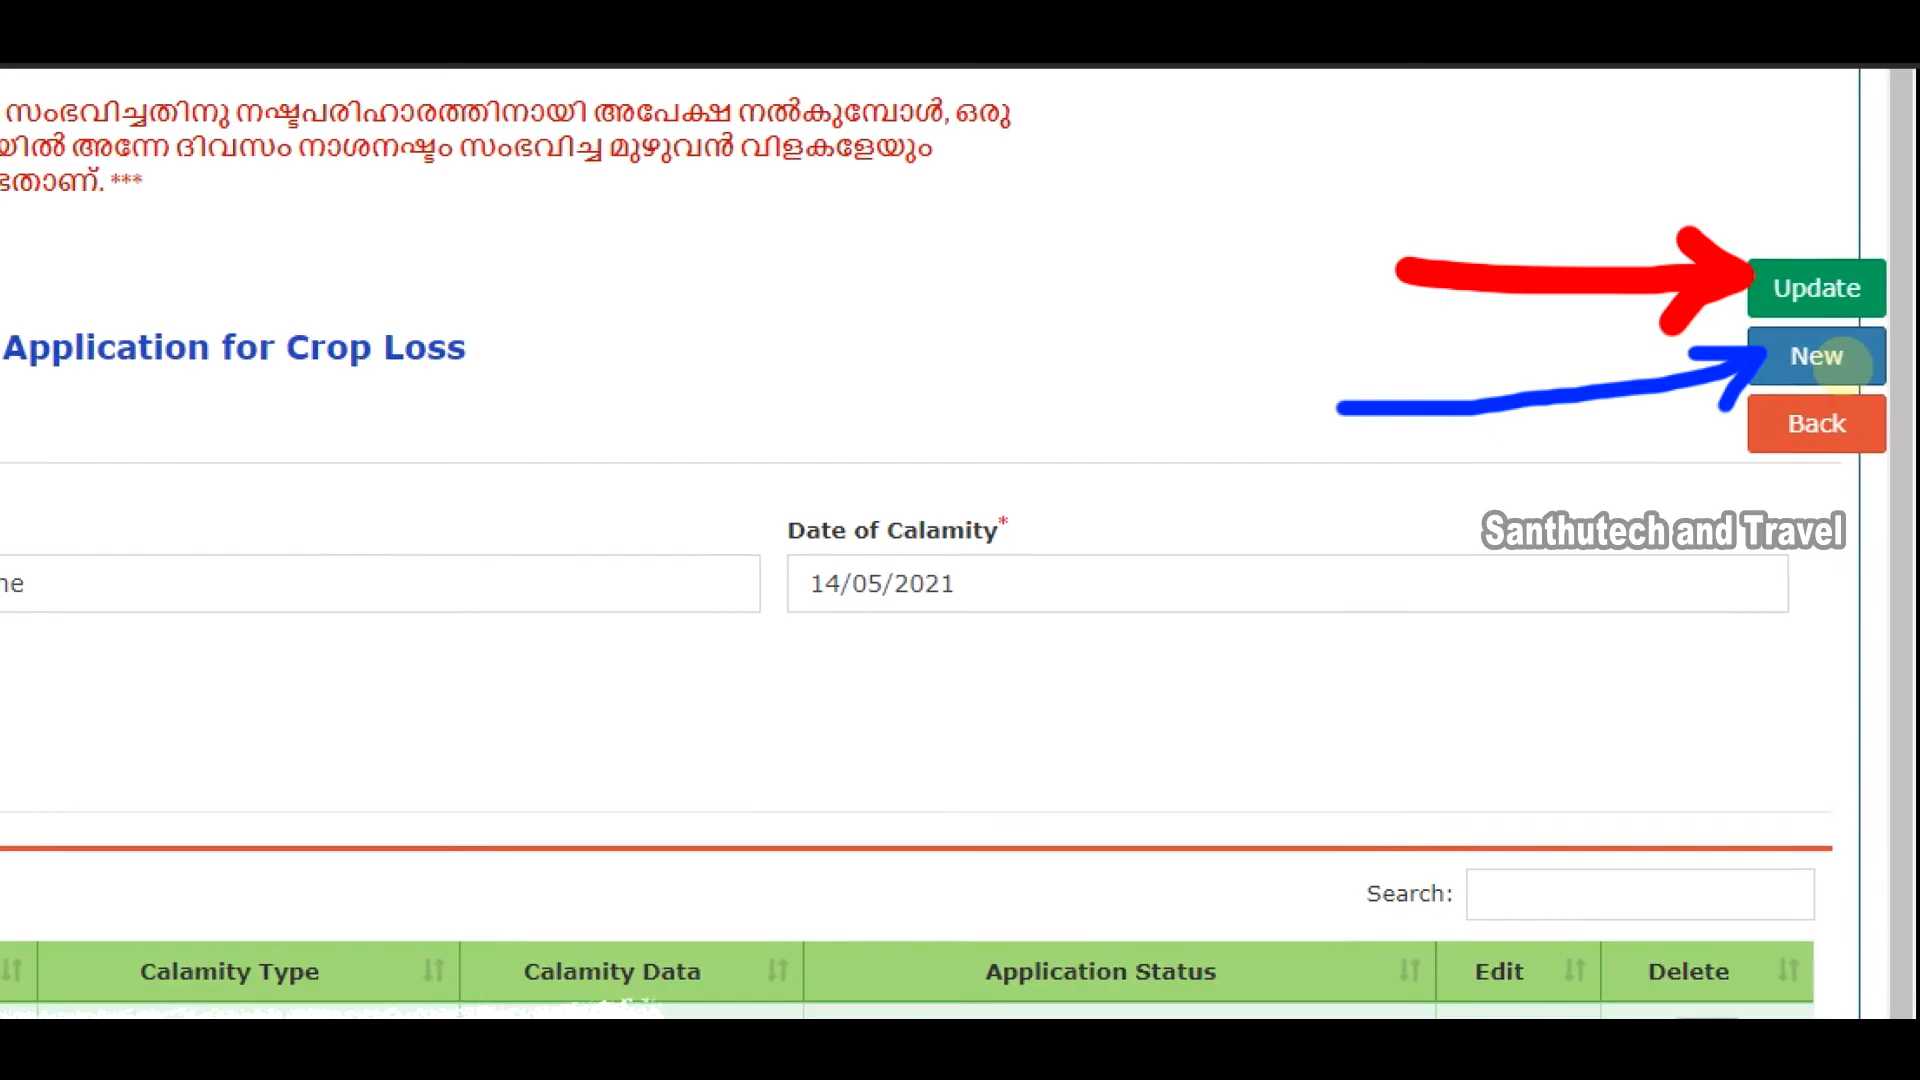 സംഭവിച്ചതിനു നഷ്ടപരിഹാരത്തിനായി അപേക്ഷ നൽകുമ്പോൾ, ഒരു
യിൽ അന്നേ ദിവസം നാശനഷ്ടം സംഭവിച്ച മുഴുവൻ വിളകളേയും
ടതാണ്. ***
Update
Application for Crop Loss
New
Back
Date of Calamity*
Santhutech and Travel
ne
14/05/2021
Search:
Calamity Type
Calamity Data
Application Status
Edit
Delete